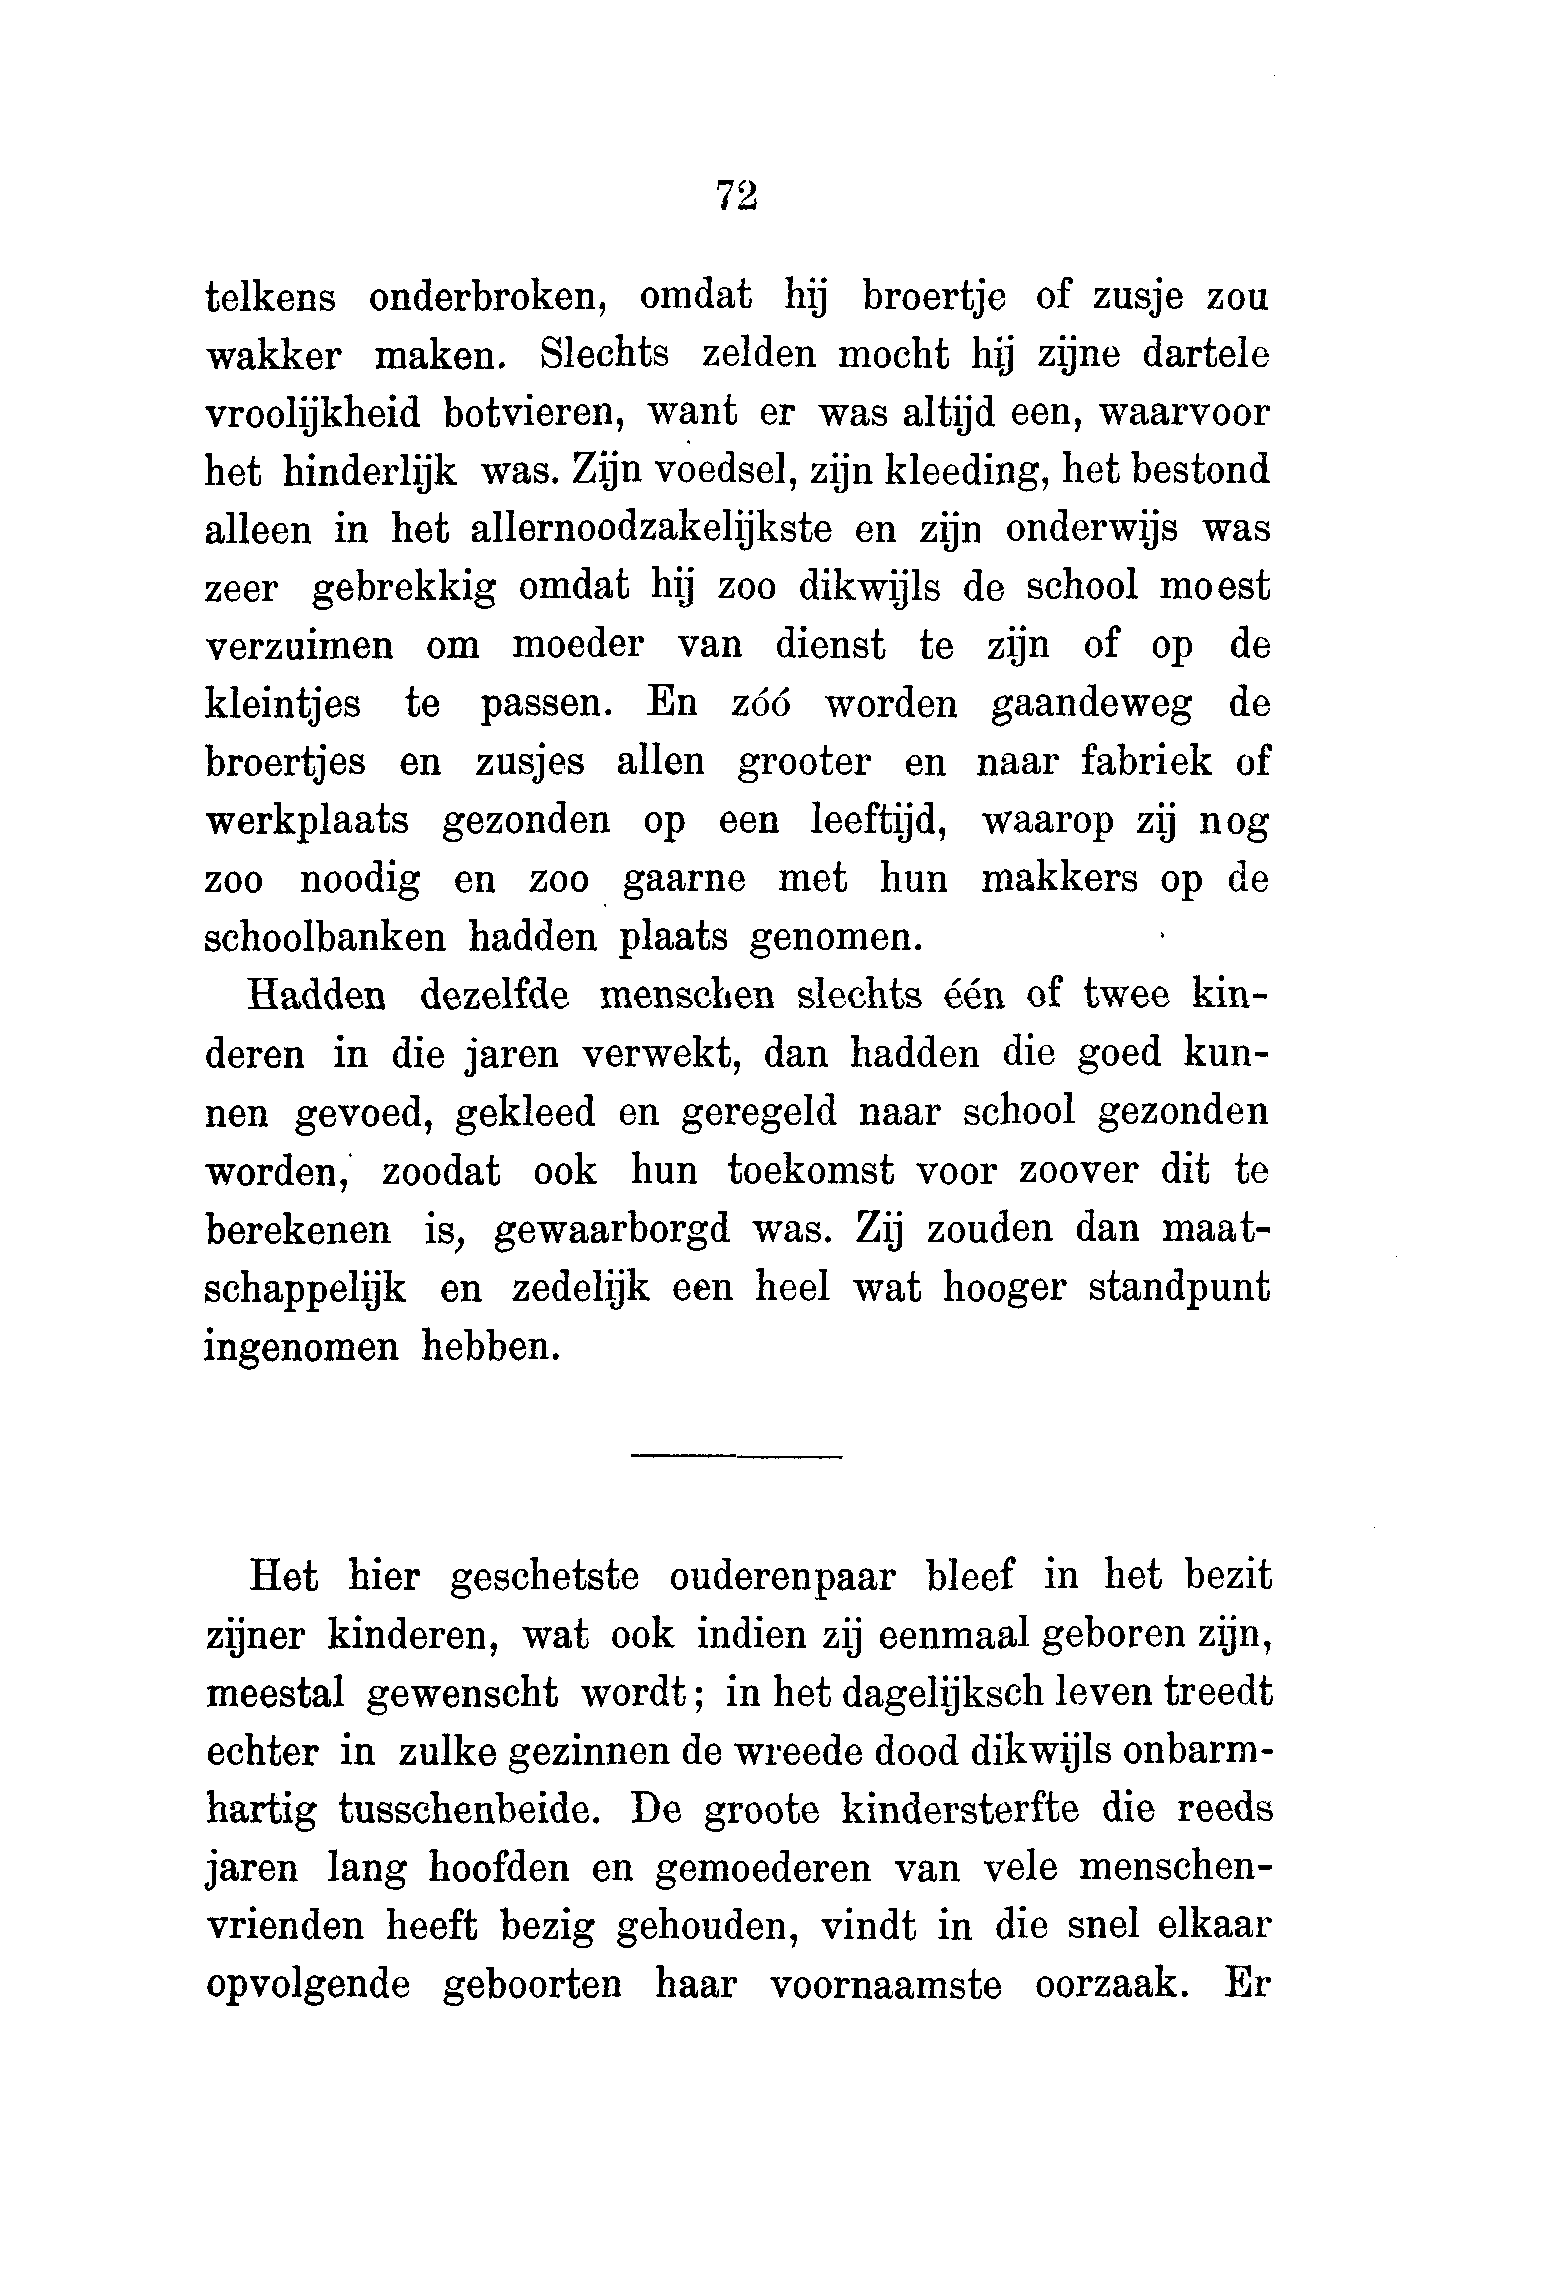 72
telkens onderbroken, omdat hij broertje of zusje zou
wakker maken. Slechts zelden mocht hij zijne dartele
vroolijkheid botvieren, want er was altijd een, waarvoor
het hinderlijk was. Zijn voedsel, zijn kleeding, het bestond
alleen in het allernoodzakelijkste en zijn onderwijs was
zeer gebrekkig omdat hij zoo dikwijls de school moest
verzuimen om moeder van dienst te zijn of op de
kleintjes te passen. En zóó worden gaandeweg de
broertjes en zusjes allen grooter en naar fabriek of
werkplaats gezonden op een leeftijd, waarop zij nog
zoo noodig en zoo gaarne met hun makkers op de
schoolbanken hadden plaats genomen.
Hadden dezelfde menschen slechts één of twee kin-
deren in die jaren verwekt, dan hadden die goed kun-
nen gevoed, gekleed en geregeld naar school gezonden
worden, zoodat ook hun toekomst voor zoover dit te
berekenen is, gewaarborgd was. Zij zouden dan maat-
schappelijk en zedelijk een heel wat hooger standpunt
ingenomen hebben.
Het hier geschetste ouderenpaar bleef in het bezit
zijner kinderen, wat ook indien zij eenmaal geboren zijn,
meestal gewenscht wordt; in het dagelijksch leven treedt
echter in zulke gezinnen de wreede dood dikwijls onbarm-
hartig tusschenbeide. De groote kindersterfte die reeds
jaren lang hoofden en gemoederen van vele menschen-
vrienden heeft bezig gehouden, vindt in die snel elkaar
opvolgende geboorten haar voornaamste oorzaak. Er